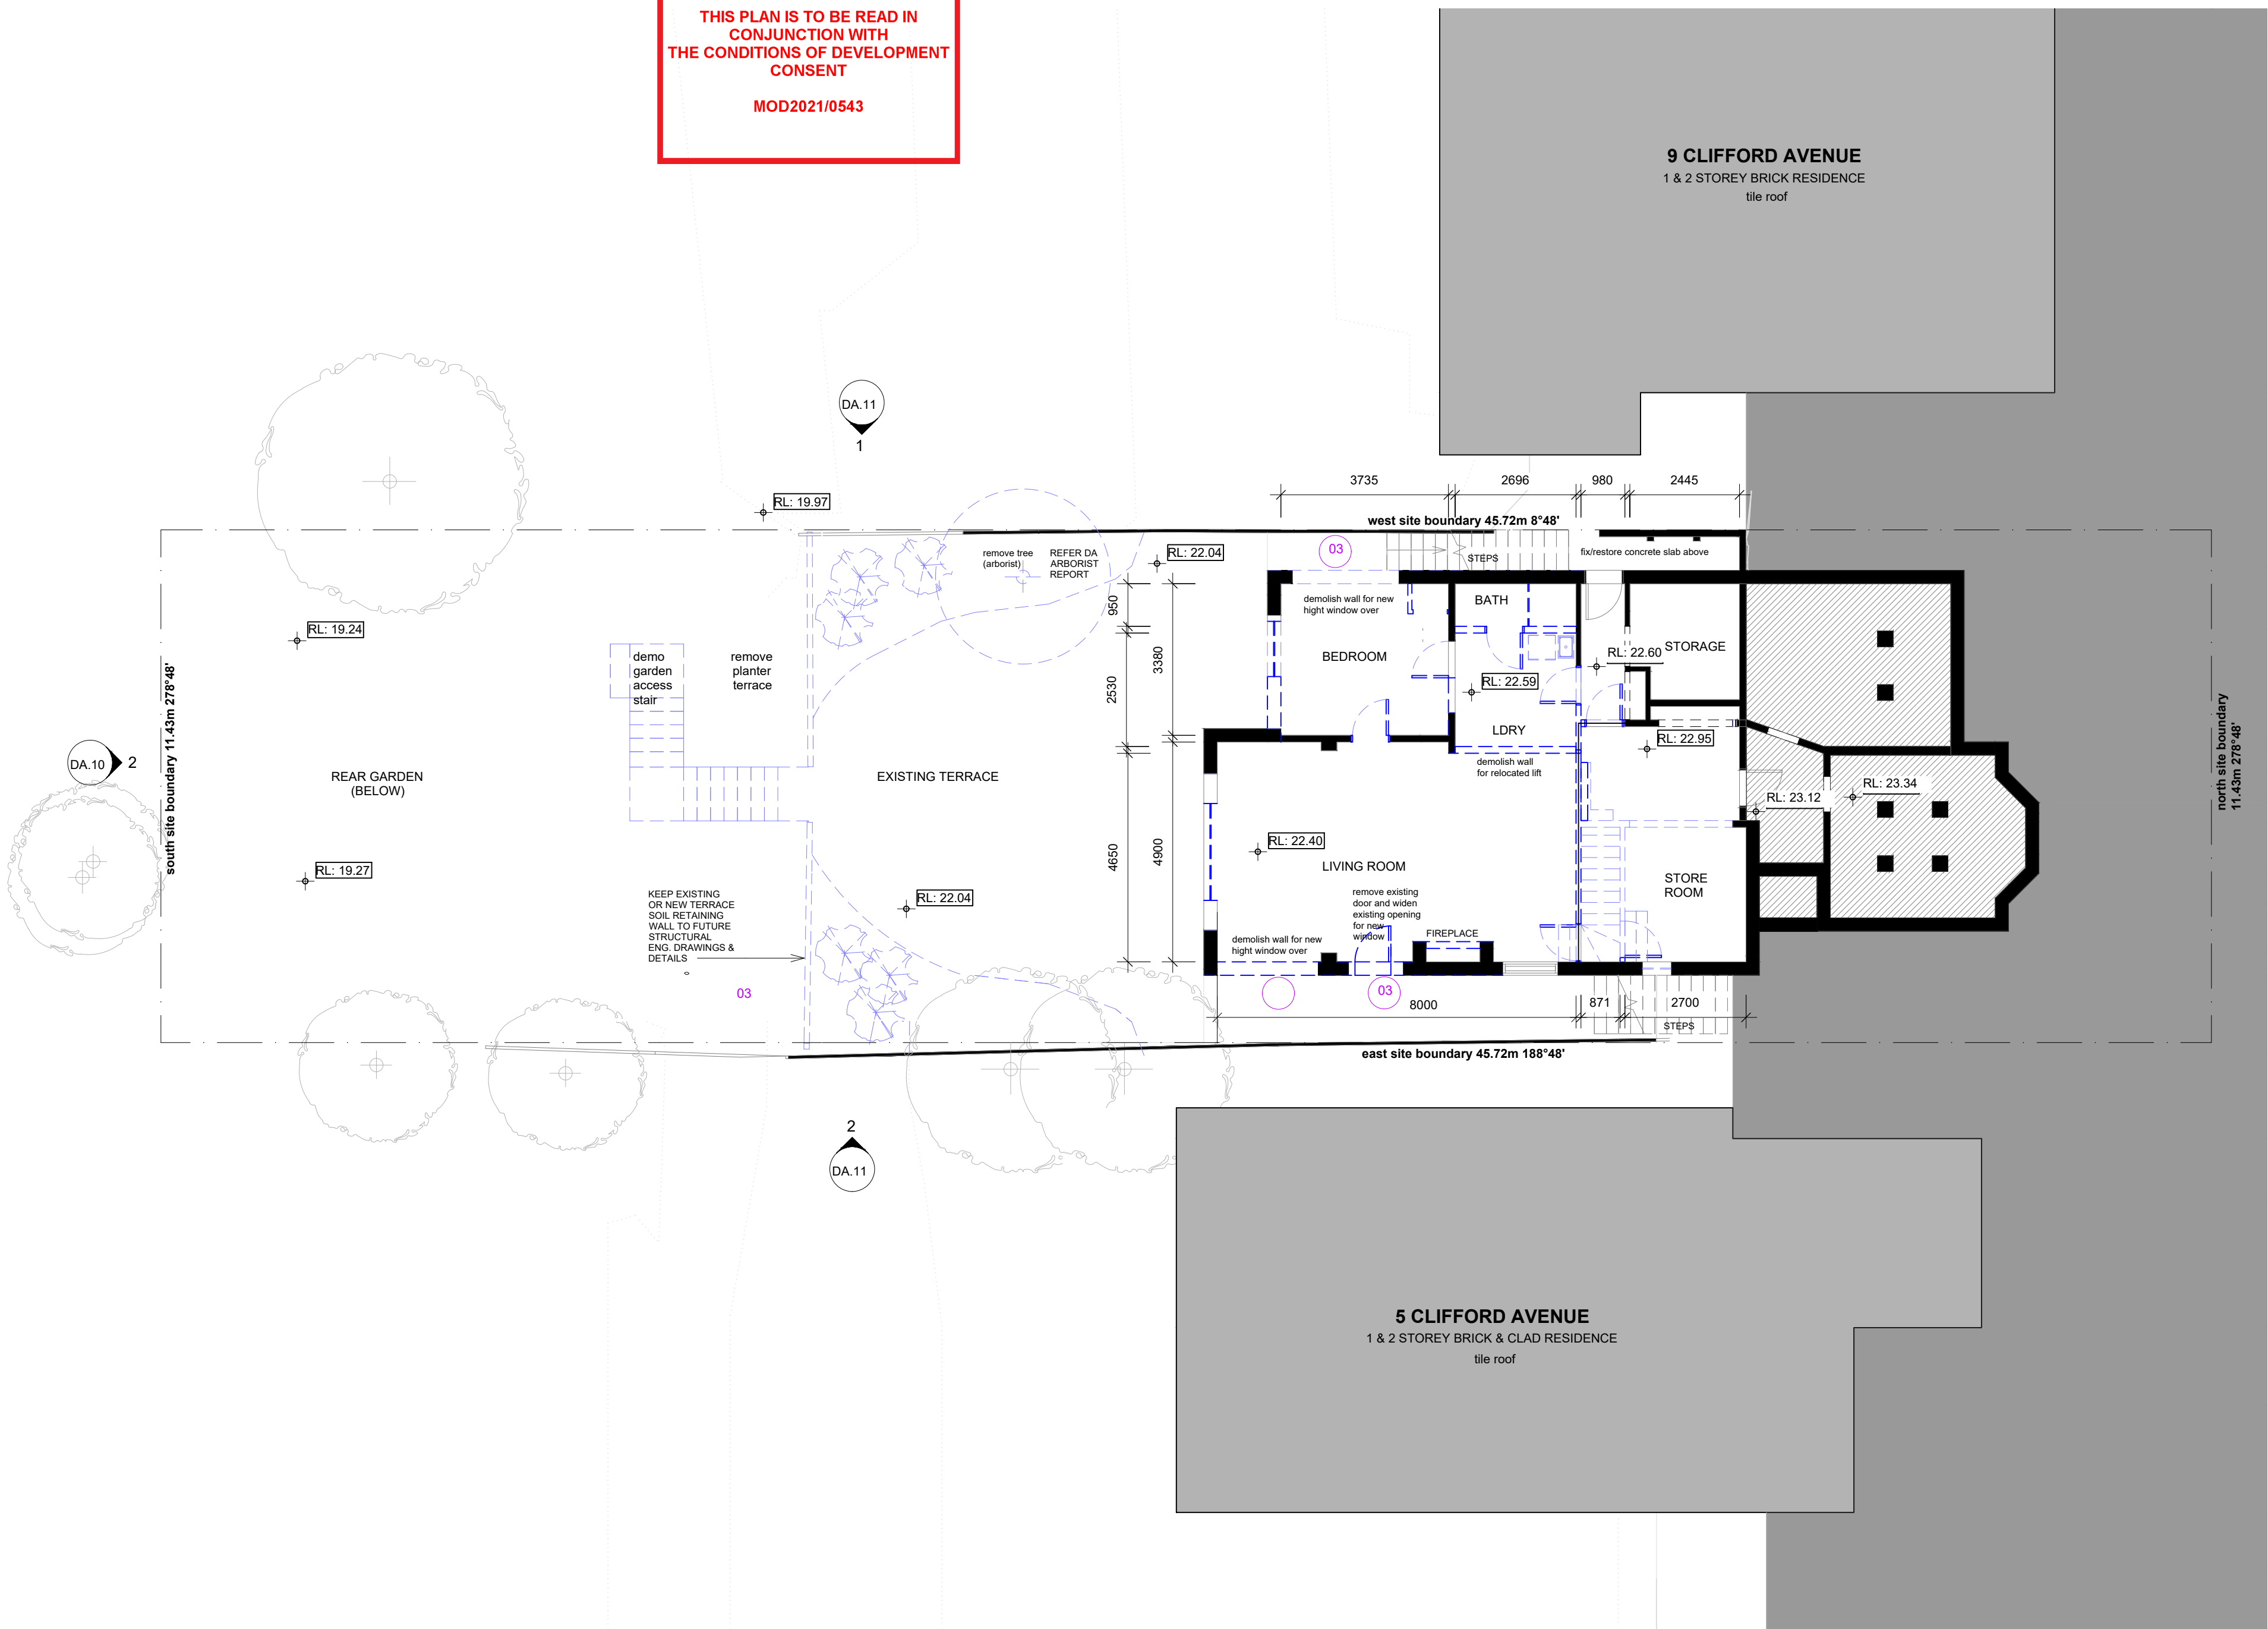 THIS PLAN IS TO BE READ IN
CONJUNCTION WITH
THE CONDITIONS OF DEVELOPMENT
CONSENT
MOD2021/0543
9 CLIFFORD AVENUE
1 & 2 STOREY BRICK RESIDENCE
tile roof
DA.11
1
3735
2696
980
2445
RL: 19.97
west site boundary 45.72m 8°48'
remove tree
(arborist)
REFER DA
ARBORIST
REPORT
RL: 22.04
03
STEPS
fix/restore concrete slab above
950
3380
2530
4650
4900
demolish wall for new
hight window over
BATH
BEDROOM
STORAGE
RL: 22.60
RL: 22.59
LDRY
RL: 22.95
demolish wall
for relocated lift
RL: 19.24
demo
garden
access
stair
remove
planter
terrace
south site boundary 11.43m 278°48'
north site boundary
11.43m 278°48'
DA.10
2
REAR GARDEN
(BELOW)
EXISTING TERRACE
RL: 23.12
RL: 23.34
RL: 22.40
LIVING ROOM
STORE
ROOM
RL: 19.27
KEEP EXISTING
OR NEW TERRACE
SOIL RETAINING
WALL TO FUTURE
STRUCTURAL
ENG. DRAWINGS &
DETAILS
RL: 22.04
remove existing
door and widen
existing opening
for new
window
FIREPLACE
demolish wall for new
hight window over
03
03
8000
871
2700
STEPS
east site boundary 45.72m 188°48'
2
DA.11
5 CLIFFORD AVENUE
1 & 2 STOREY BRICK & CLAD RESIDENCE
tile roof